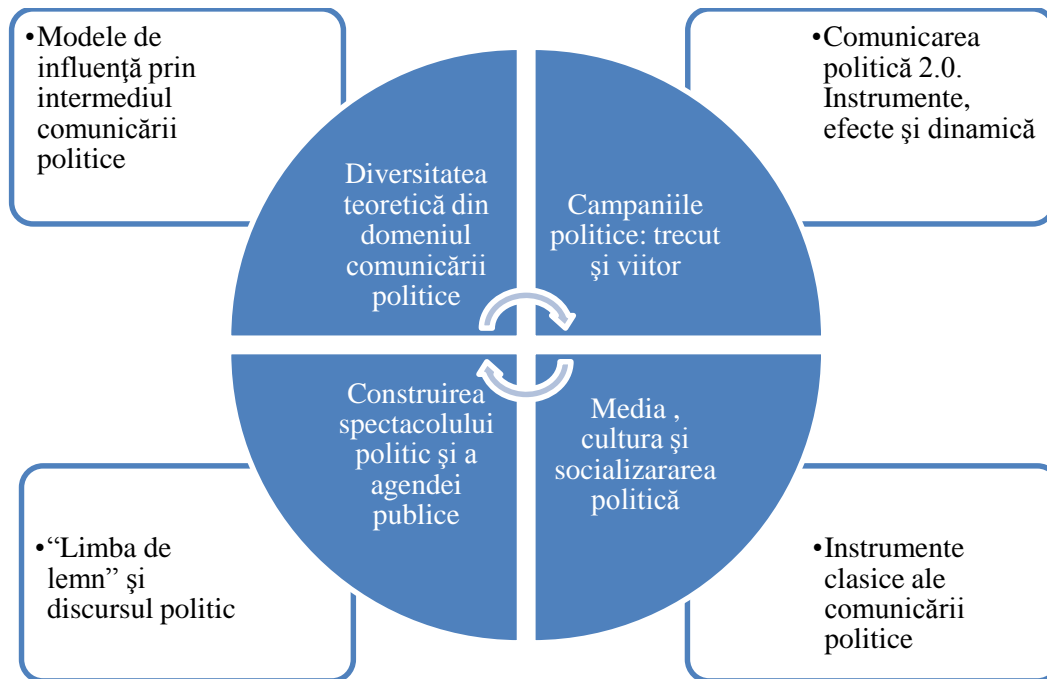 •Modele de
influenţă prin
intermediul
comunicării
politice
•Comunicarea
politică 2.0.
Instrumente,
efecte şi dinamică
Diversitatea
teoretică din
domeniul
comunicării
politice
Campaniile
politice: trecut
şi viitor
Construirea
spectacolului
politic şi a
agendei
publice
Media ,
cultura şi
socializararea
politică
•“Limba de
lemn” şi
discursul politic
•Instrumente
clasice ale
comunicării
politice